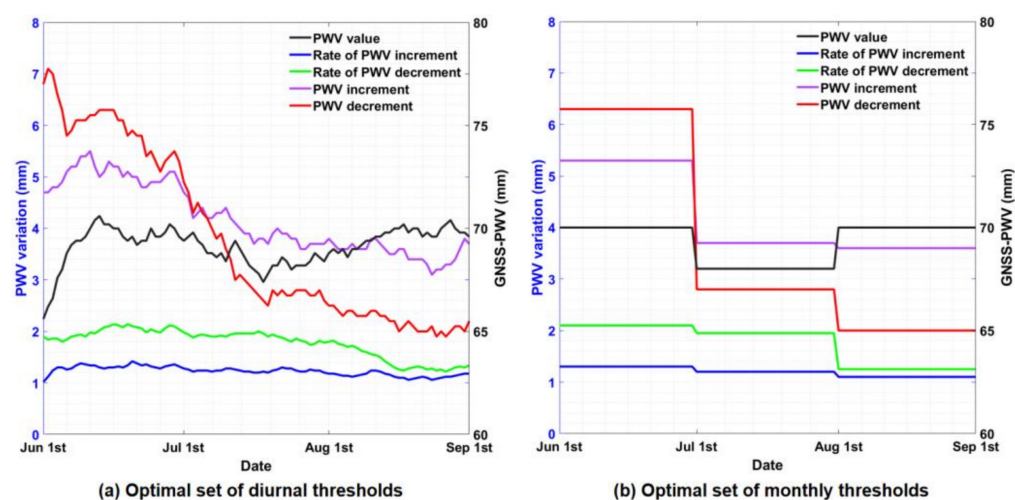 8
7
6
5
4
3
2
1
0
PWV variation (mm)
80
75
70
65
60
GNSS-PWV (mm)
PWV value
Rate of PWV increment
Rate of PWV decrement
PWV increment
PWV decrement
Jun 1st
Jul 1st
Aug 1st
Sep 1st
Date
(a) Optimal set of diurnal thresholds
8
7
6
5
4
3
2
1
0
PWV variation (mm)
80
75
70
65
60
GNSS-PWV (mm)
PWV value
Rate of PWV increment
Rate of PWV decrement
PWV increment
PWV decrement
Jun 1st
Jul 1st
Aug 1st
Sep 1st
Date
(b) Optimal set of monthly thresholds